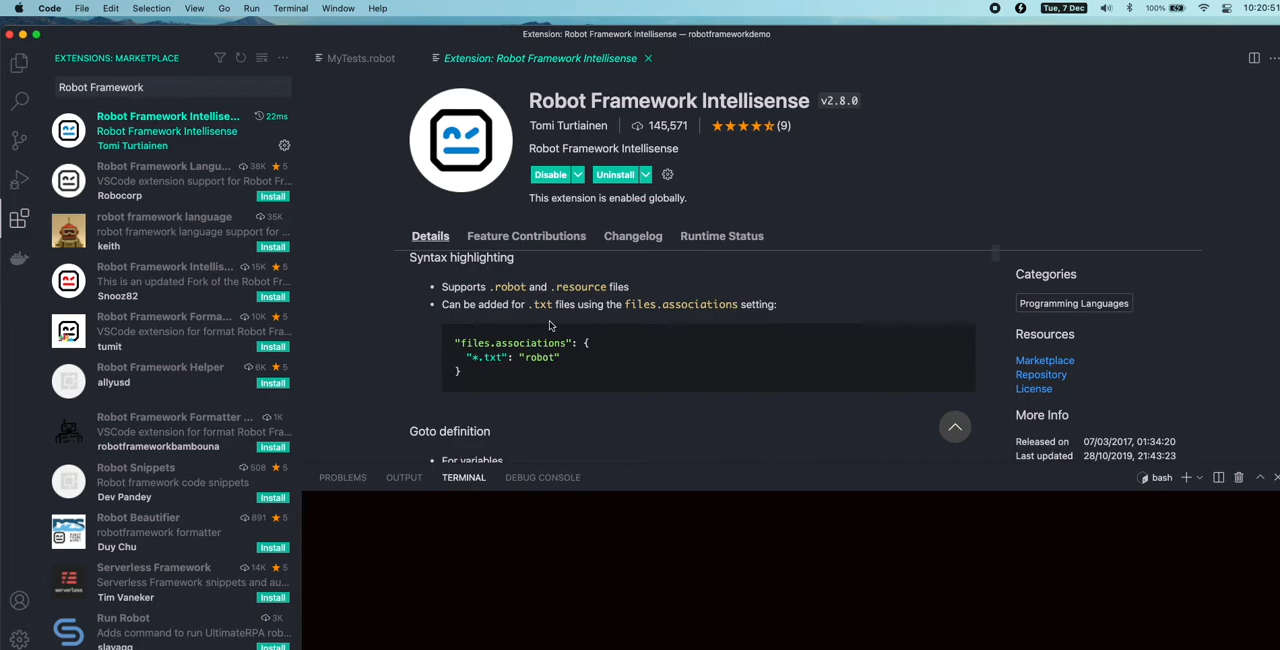 Code File Edit Selection View Go Run Terminal Window Help
100% Tue, 7 Dec 10:20:51
Extension: Robot Framework Intellisense — robotframeworkdemo
EXTENSIONS: MARKETPLACE
Robot Framework
Robot Framework Intellise... 22ms
Robot Framework Intellisense
Tomi Turtiainen
Robot Framework Langu... 38K 5
VSCode extension support for Robot Fr...
Robocorp Install
robot framework language 35K
robot framework language support for ...
keith Install
Robot Framework Intellis... 15K 5
This is an updated Fork of the Robot Fr...
Snooz82 Install
Robot Framework Forma... 10K 5
VSCode extension for format Robot Fra...
tumit Install
Robot Framework Helper 6K 5
allyusd Install
Robot Framework Formatter ... 1K
VSCode extension for format Robot Fra...
robotframeworkbambouna Install
Robot Snippets 508 5
Robot framework code snippets
Dev Pandey Install
Robot Beautifier 891 5
robotframework formatter
Duy Chu Install
Serverless Framework 14K 5
Serverless Framework snippets and au...
Tim Vaneker Install
Run Robot 3K
Adds command to run UltimateRPA rob...
slavagg Install
MyTests.robot
Extension: Robot Framework Intellisense
Robot Framework Intellisense v2.8.0
Tomi Turtiainen 145,571 (9)
Robot Framework Intellisense
Disable Uninstall
This extension is enabled globally.
Details Feature Contributions Changelog Runtime Status
Syntax highlighting
• Supports .robot and .resource files
• Can be added for .txt files using the files.associations setting:
"files.associations": {
"*.txt": "robot"
}
Goto definition
• For variables
Categories
Programming Languages
Resources
Marketplace
Repository
License
More Info
Released on 07/03/2017, 01:34:20
Last updated 28/10/2019, 21:43:23
PROBLEMS OUTPUT TERMINAL DEBUG CONSOLE
bash